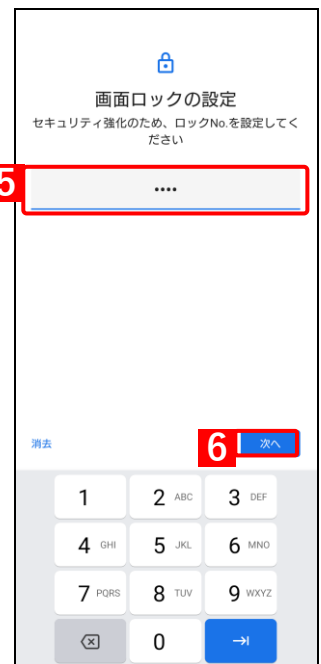 画面ロックの設定
セキュリティ強化のため、ロックNo.を設定してく
ださい
5
••••
消去
6 次へ
1 2 ABC 3 DEF
4 GHI 5 JKL 6 MNO
7 PQRS 8 TUV 9 WXYZ
0